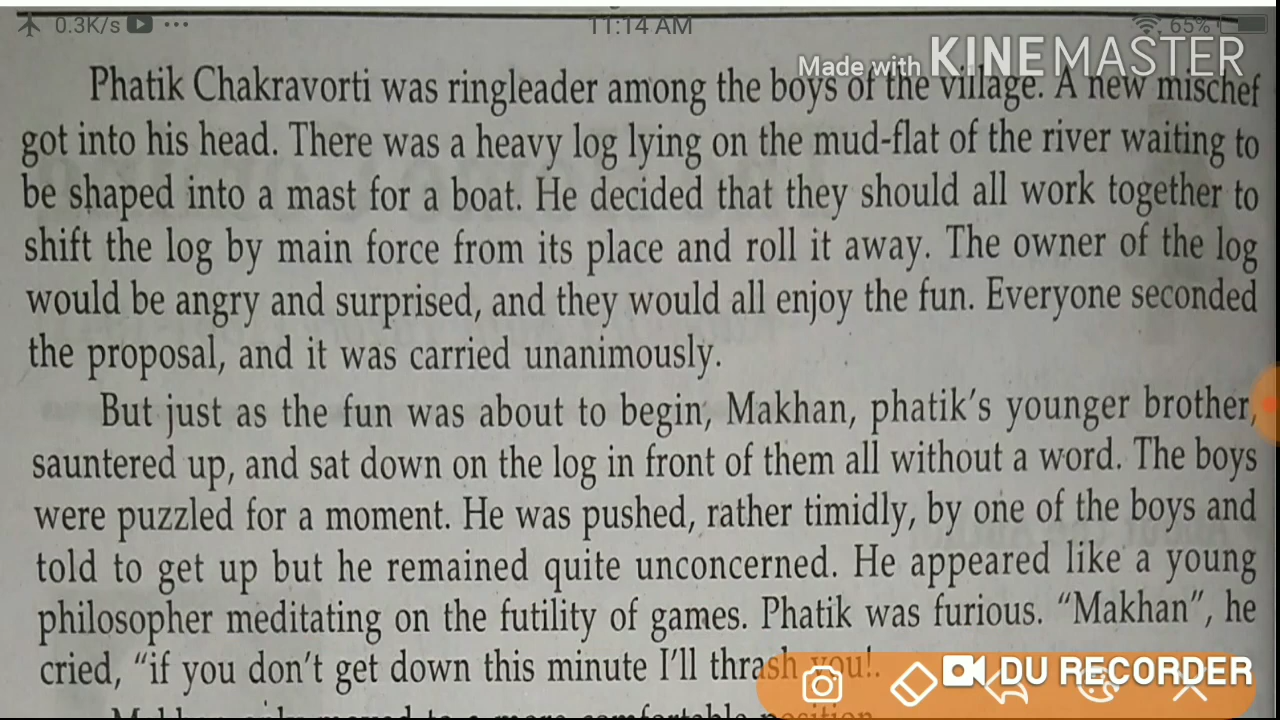 0.3K/s ... 11:14 AM 65%
Made with KINEMASTER
Phatik Chakravorti was ringleader among the boys of the village. A new mischef
got into his head. There was a heavy log lying on the mud-flat of the river waiting to
be shaped into a mast for a boat. He decided that they should all work together to
shift the log by main force from its place and roll it away. The owner of the log
would be angry and surprised, and they would all enjoy the fun. Everyone seconded
the proposal, and it was carried unanimously.
But just as the fun was about to begin, Makhan, phatik's younger brother,
sauntered up, and sat down on the log in front of them all without a word. The boys
were puzzled for a moment. He was pushed, rather timidly, by one of the boys and
told to get up but he remained quite unconcerned. He appeared like a young
philosopher meditating on the futility of games. Phatik was furious. “Makhan”, he
cried, “if you don't get down this minute I'll thrash you!.
DU RECORDER